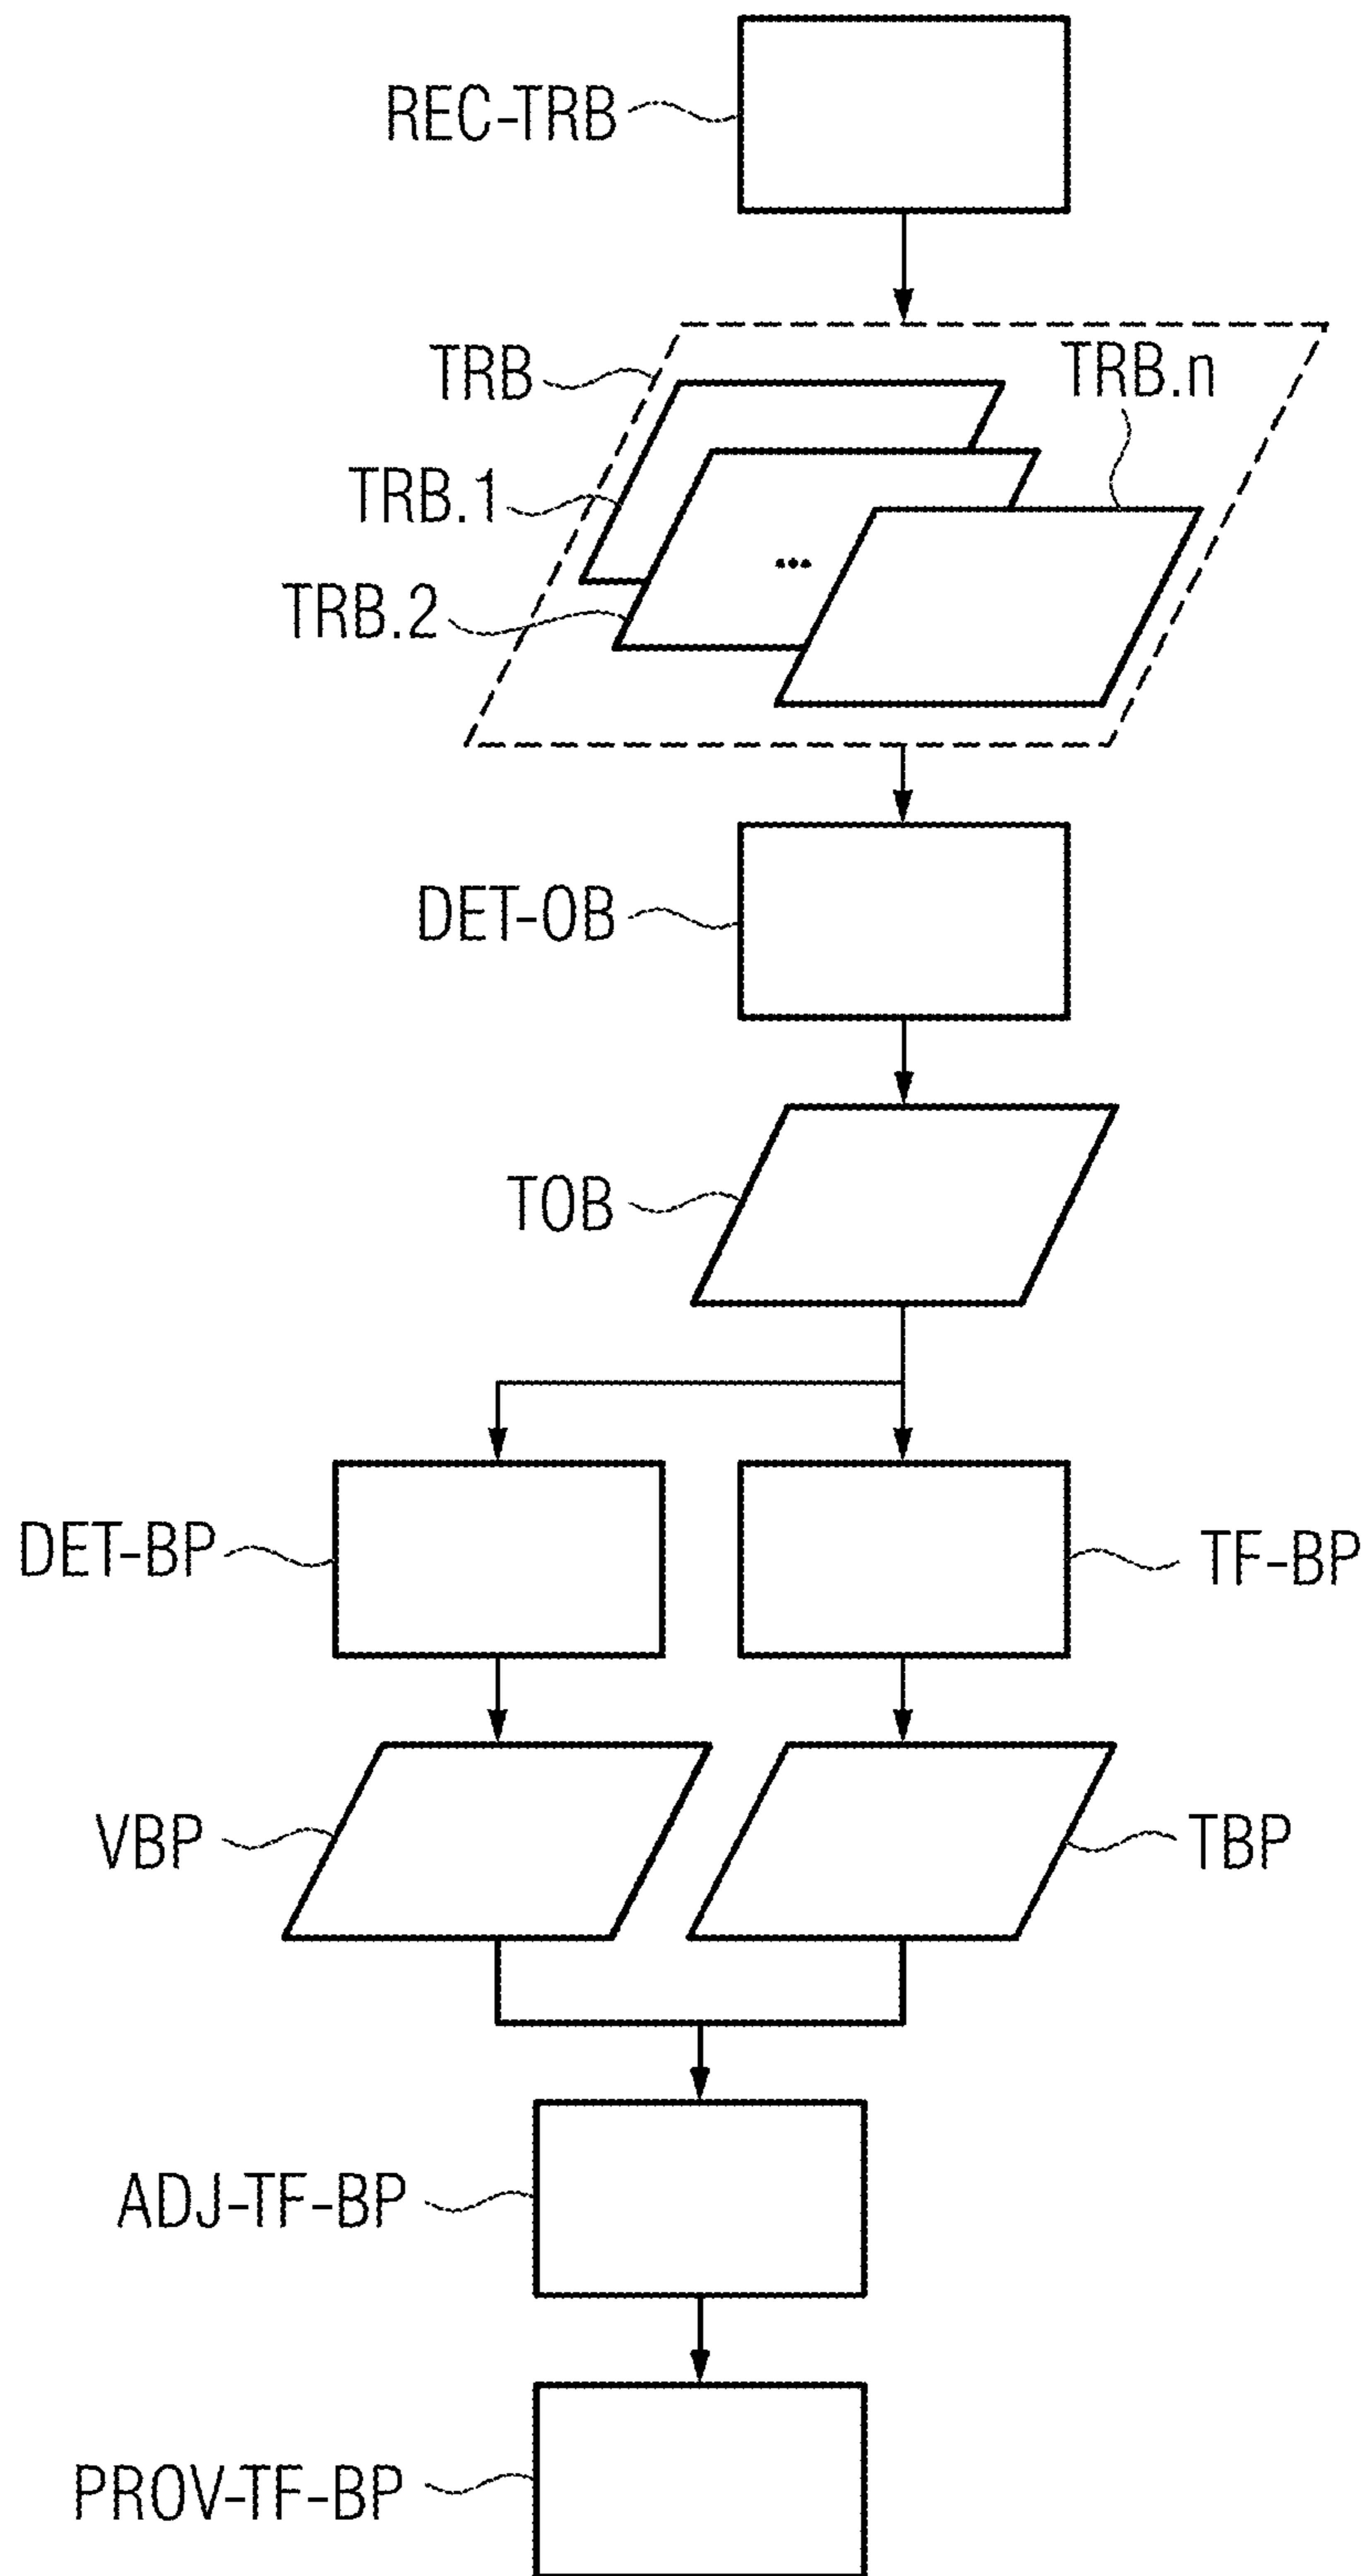 REC-TRB
TRB
TRB.n
TRB.1
TRB.2
...
DET-OB
TOB
DET-BP
TF-BP
VBP
TBP
ADJ-TF-BP
PROV-TF-BP